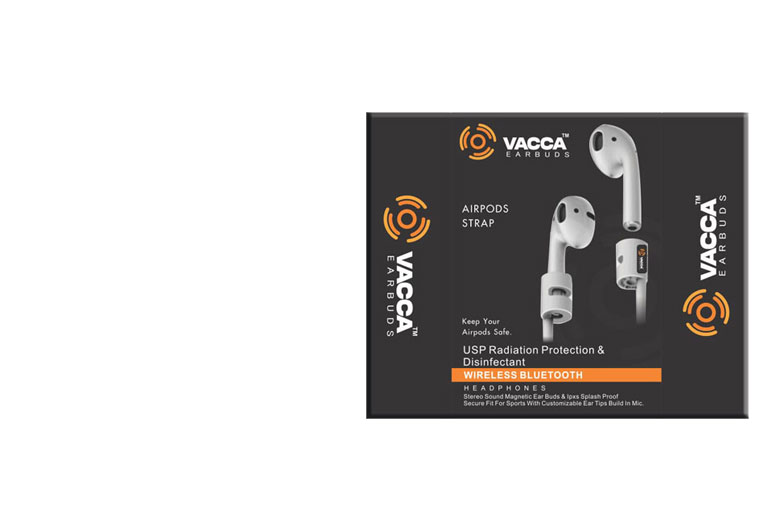 VACCA™
EARBUDS
AIRPODS
STRAP
Keep Your
Airpods Safe.
USP Radiation Protection &
Disinfectant
WIRELESS BLUETOOTH
HEADPHONES
Stereo Sound Magnetic Ear Buds & Ipxs Splash Proof
Secure Fit For Sports With Customizable Ear Tips Build In Mic.
VACCA™
EARBUDS
VACCA™
EARBUDS
VACCA